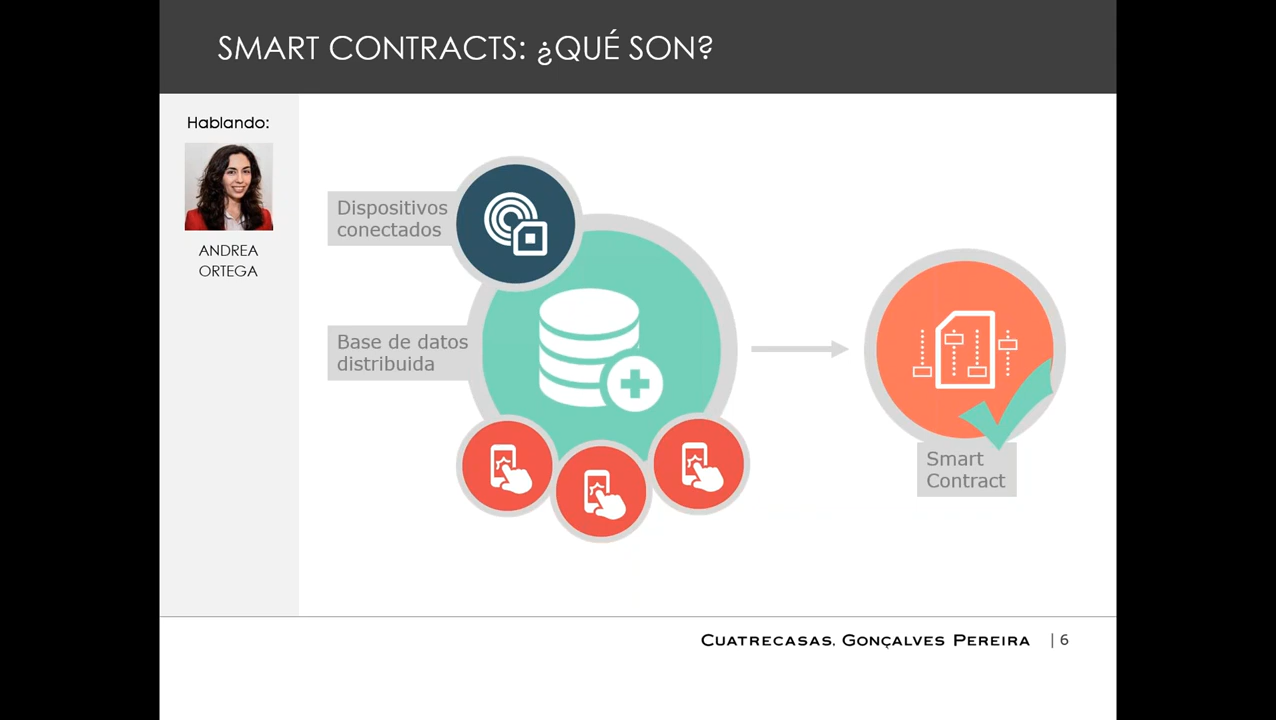 SMART CONTRACTS: ¿QUÉ SON?
Hablando:
ANDREA
ORTEGA
Dispositivos
conectados
Base de datos
distribuida
Smart
Contract
CUATRECASAS, GONÇALVES PEREIRA | 6